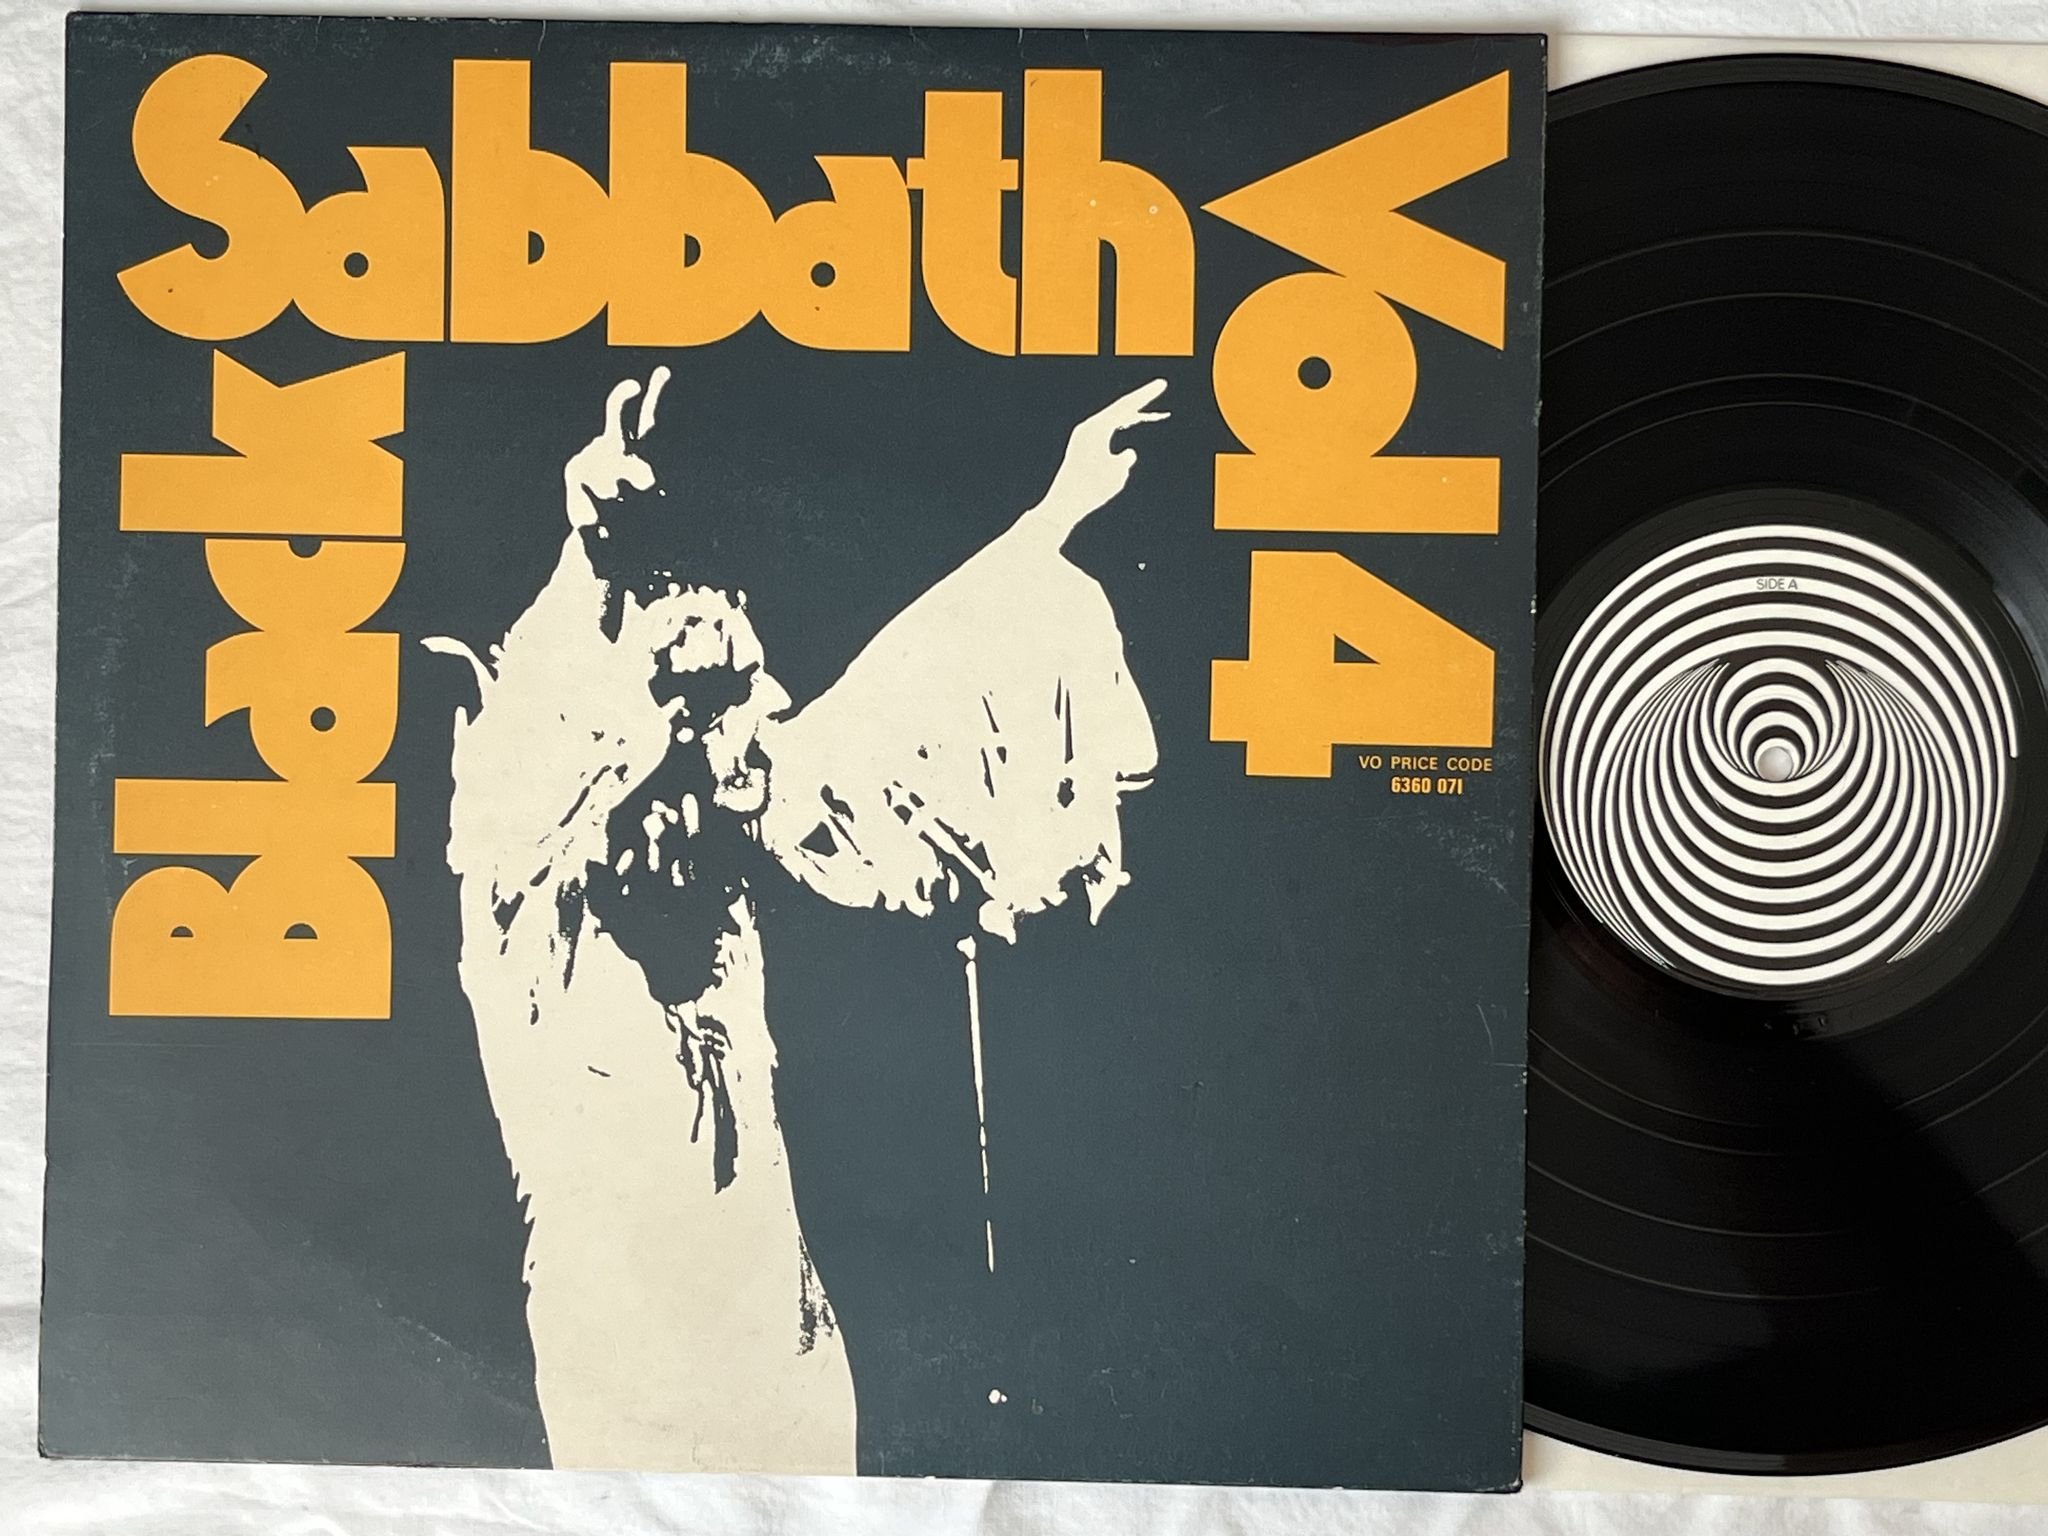 Black
Sabbath
Vol 4
VO PRICE CODE
6360 071
SIDE A